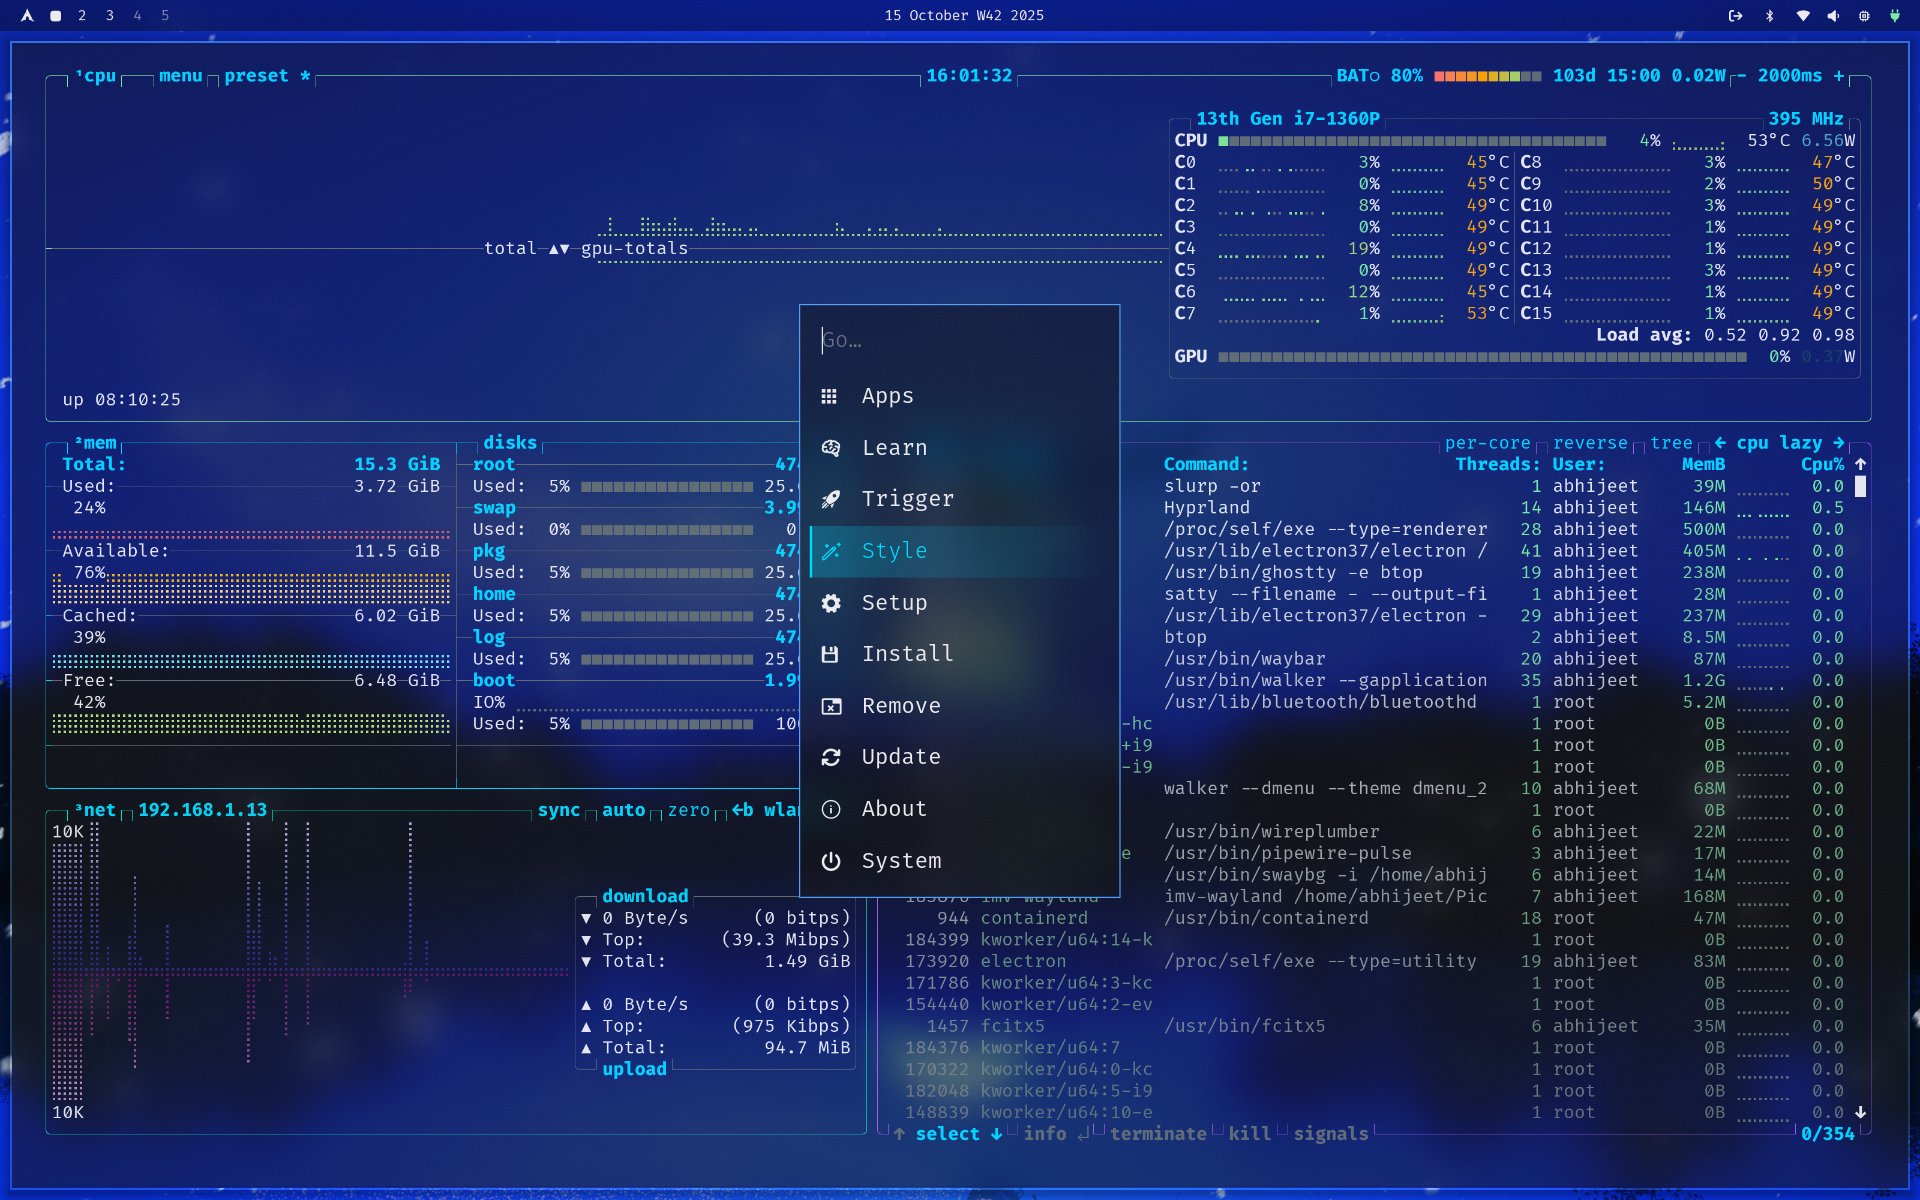 2 3 4 5 15 October W42 2025
¹cpu menu preset * 16:01:32 BAT○ 80% 103d 15:00 0.02W - 2000ms +
13th Gen i7-1360P 395 MHz
CPU 4% 53°C 6.56W
C0 3% 45°C C8 3% 47°C
C1 0% 45°C C9 2% 50°C
C2 8% 49°C C10 3% 49°C
C3 0% 49°C C11 1% 49°C
C4 19% 49°C C12 1% 49°C
C5 0% 49°C C13 3% 49°C
C6 12% 45°C C14 1% 49°C
C7 1% 53°C C15 1% 49°C
Load avg: 0.52 0.92 0.98
GPU 0% 0.37W
total ▲▼ gpu-totals
up 08:10:25
Go…
Apps
Learn
Trigger
Style
Setup
Install
Remove
Update
About
System
²mem
Total: 15.3 GiB
Used: 3.72 GiB
24%
Available: 11.5 GiB
76%
Cached: 6.02 GiB
39%
Free: 6.48 GiB
42%
disks
root 474
Used: 5% 25.
swap 3.9
Used: 0% 0
pkg 474
Used: 5% 25.
home 474
Used: 5% 25.
log 474
Used: 5% 25.
boot 1.9
IO%
Used: 5% 10
³net 192.168.1.13 sync auto zero ←b wlan
10K
10K
download
▼ 0 Byte/s (0 bitps)
▼ Top: (39.3 Mibps)
▼ Total: 1.49 GiB
▲ 0 Byte/s (0 bitps)
▲ Top: (975 Kibps)
▲ Total: 94.7 MiB
upload
per-core reverse tree ← cpu lazy →
Command: Threads: User: MemB Cpu% ↑
slurp -or 1 abhijeet 39M 0.0
Hyprland 14 abhijeet 146M 0.5
/proc/self/exe --type=renderer 28 abhijeet 500M 0.0
/usr/lib/electron37/electron / 41 abhijeet 405M 0.0
/usr/bin/ghostty -e btop 19 abhijeet 238M 0.0
satty --filename - --output-fi 1 abhijeet 28M 0.0
/usr/lib/electron37/electron - 29 abhijeet 237M 0.0
btop 2 abhijeet 8.5M 0.0
/usr/bin/waybar 20 abhijeet 87M 0.0
/usr/bin/walker --gapplication 35 abhijeet 1.2G 0.0
/usr/lib/bluetooth/bluetoothd 1 root 5.2M 0.0
-hc 1 root 0B 0.0
+i9 1 root 0B 0.0
-i9 1 root 0B 0.0
walker --dmenu --theme dmenu_2 10 abhijeet 68M 0.0
1 root 0B 0.0
/usr/bin/wireplumber 6 abhijeet 22M 0.0
e /usr/bin/pipewire-pulse 3 abhijeet 17M 0.0
/usr/bin/swaybg -i /home/abhij 6 abhijeet 14M 0.0
imv-wayland imv-wayland /home/abhijeet/Pic 7 abhijeet 168M 0.0
944 containerd /usr/bin/containerd 18 root 47M 0.0
184399 kworker/u64:14-k 1 root 0B 0.0
173920 electron /proc/self/exe --type=utility 19 abhijeet 83M 0.0
171786 kworker/u64:3-kc 1 root 0B 0.0
154440 kworker/u64:2-ev 1 root 0B 0.0
1457 fcitx5 /usr/bin/fcitx5 6 abhijeet 35M 0.0
184376 kworker/u64:7 1 root 0B 0.0
170322 kworker/u64:0-kc 1 root 0B 0.0
182048 kworker/u64:5-i9 1 root 0B 0.0
148839 kworker/u64:10-e 1 root 0B 0.0 ↓
↑ select ↓ info ↵ terminate kill signals 0/354